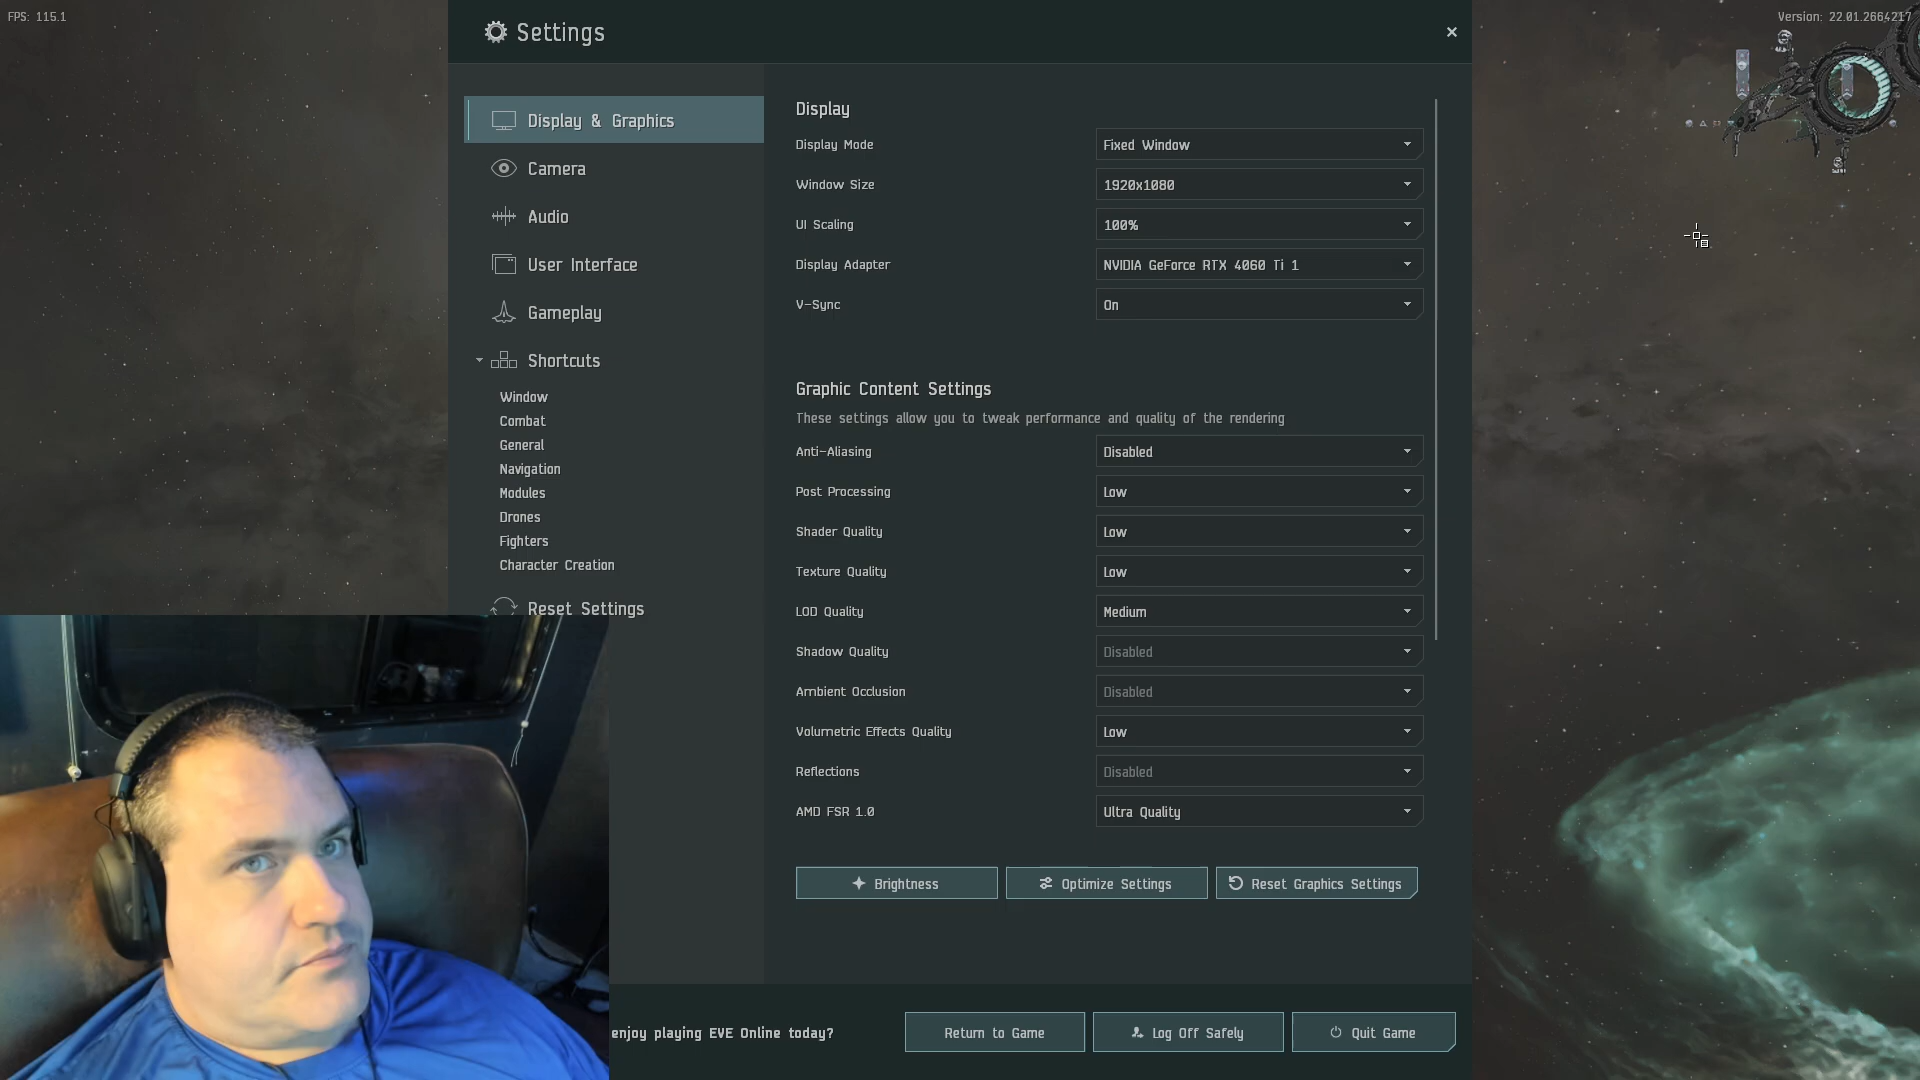 FPS: 115.1
Version: 22.01.2664217
Settings
Display & Graphics
Camera
Audio
User Interface
Gameplay
Shortcuts
Window
Combat
General
Navigation
Modules
Drones
Fighters
Character Creation
Reset Settings
Display
Display Mode
Fixed Window
Window Size
1920x1080
UI Scaling
100%
Display Adapter
NVIDIA GeForce RTX 4060 Ti 1
V-Sync
On
Graphic Content Settings
These settings allow you to tweak performance and quality of the rendering
Anti-Aliasing
Disabled
Post Processing
Low
Shader Quality
Low
Texture Quality
Low
LOD Quality
Medium
Shadow Quality
Disabled
Ambient Occlusion
Disabled
Volumetric Effects Quality
Low
Reflections
Disabled
AMD FSR 1.0
Ultra Quality
Brightness
Optimize Settings
Reset Graphics Settings
enjoy playing EVE Online today?
Return to Game
Log Off Safely
Quit Game